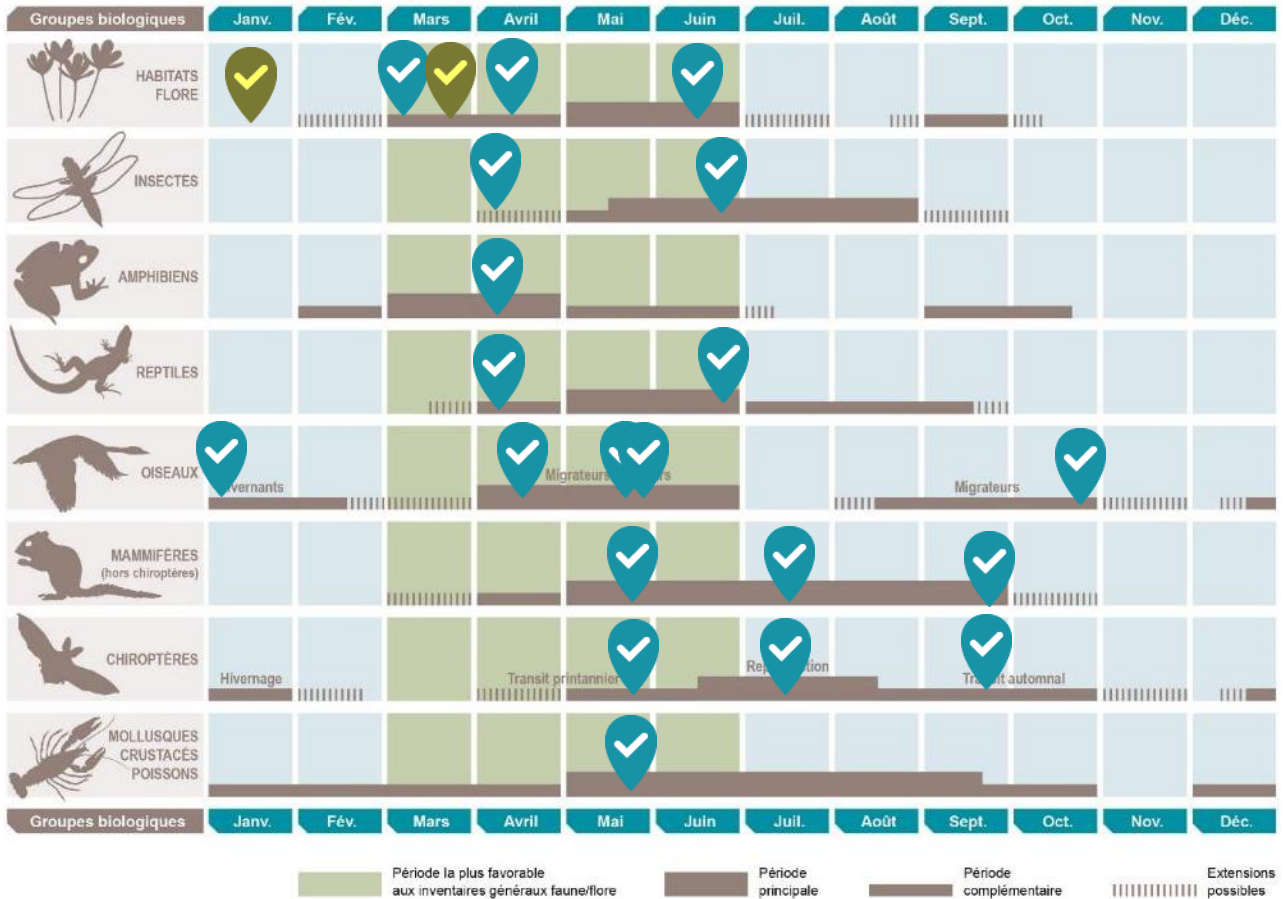 Groupes biologiques Janv. Fév. Mars Avril Mai Juin Juil. Août Sept. Oct. Nov. Déc.
HABITATS
FLORE
INSECTES
AMPHIBIENS
REPTILES
OISEAUX
Migrateurs
Migrateurs
MAMMIFÈRES
(hors chiroptères)
CHIROPTÈRES
Hivernage
Transit printannier
Transit automnal
MOLLUSQUES
CRUSTACÉS
POISSONS
Groupes biologiques Janv. Fév. Mars Avril Mai Juin Juil. Août Sept. Oct. Nov. Déc.
Période la plus favorable
aux inventaires généraux faune/flore
Période
principale
Période
complémentaire
Extensions
possibles